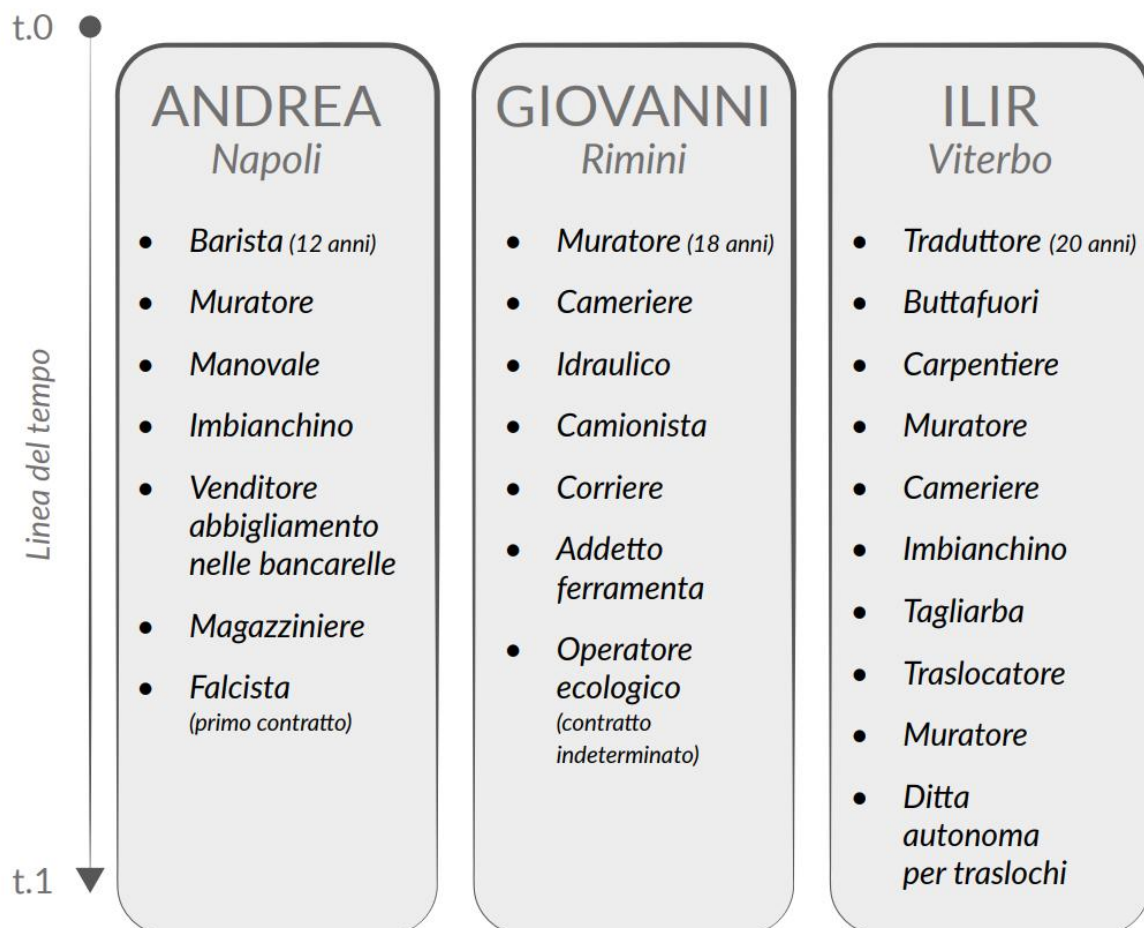 t.0
Linea del tempo
t.1
ANDREA
Napoli
• Barista (12 anni)
• Muratore
• Manovale
• Imbianchino
• Venditore
abbigliamento
nelle bancarelle
• Magazziniere
• Falcista
(primo contratto)
GIOVANNI
Rimini
• Muratore (18 anni)
• Cameriere
• Idraulico
• Camionista
• Corriere
• Addetto
ferramenta
• Operatore
ecologico
(contratto
indeterminato)
ILIR
Viterbo
• Traduttore (20 anni)
• Buttafuori
• Carpentiere
• Muratore
• Cameriere
• Imbianchino
• Tagliarba
• Traslocatore
• Muratore
• Ditta
autonoma
per traslochi